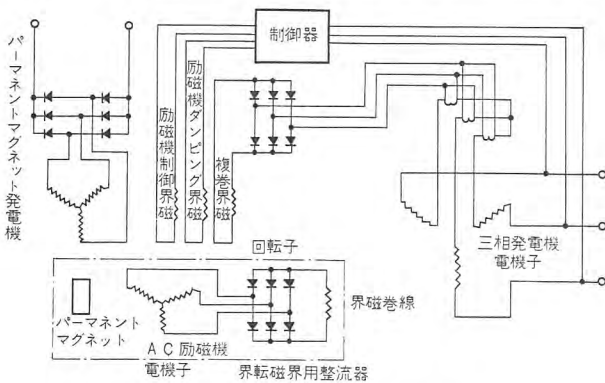 制御器
パーマネントマグネット発電機
励磁機制御界磁
励磁機ダンピング界磁
複巻界磁
三相発電機
電機子
回転子
界磁巻線
パーマネント
マグネット
AC励磁機
電機子
界転磁界用整流器